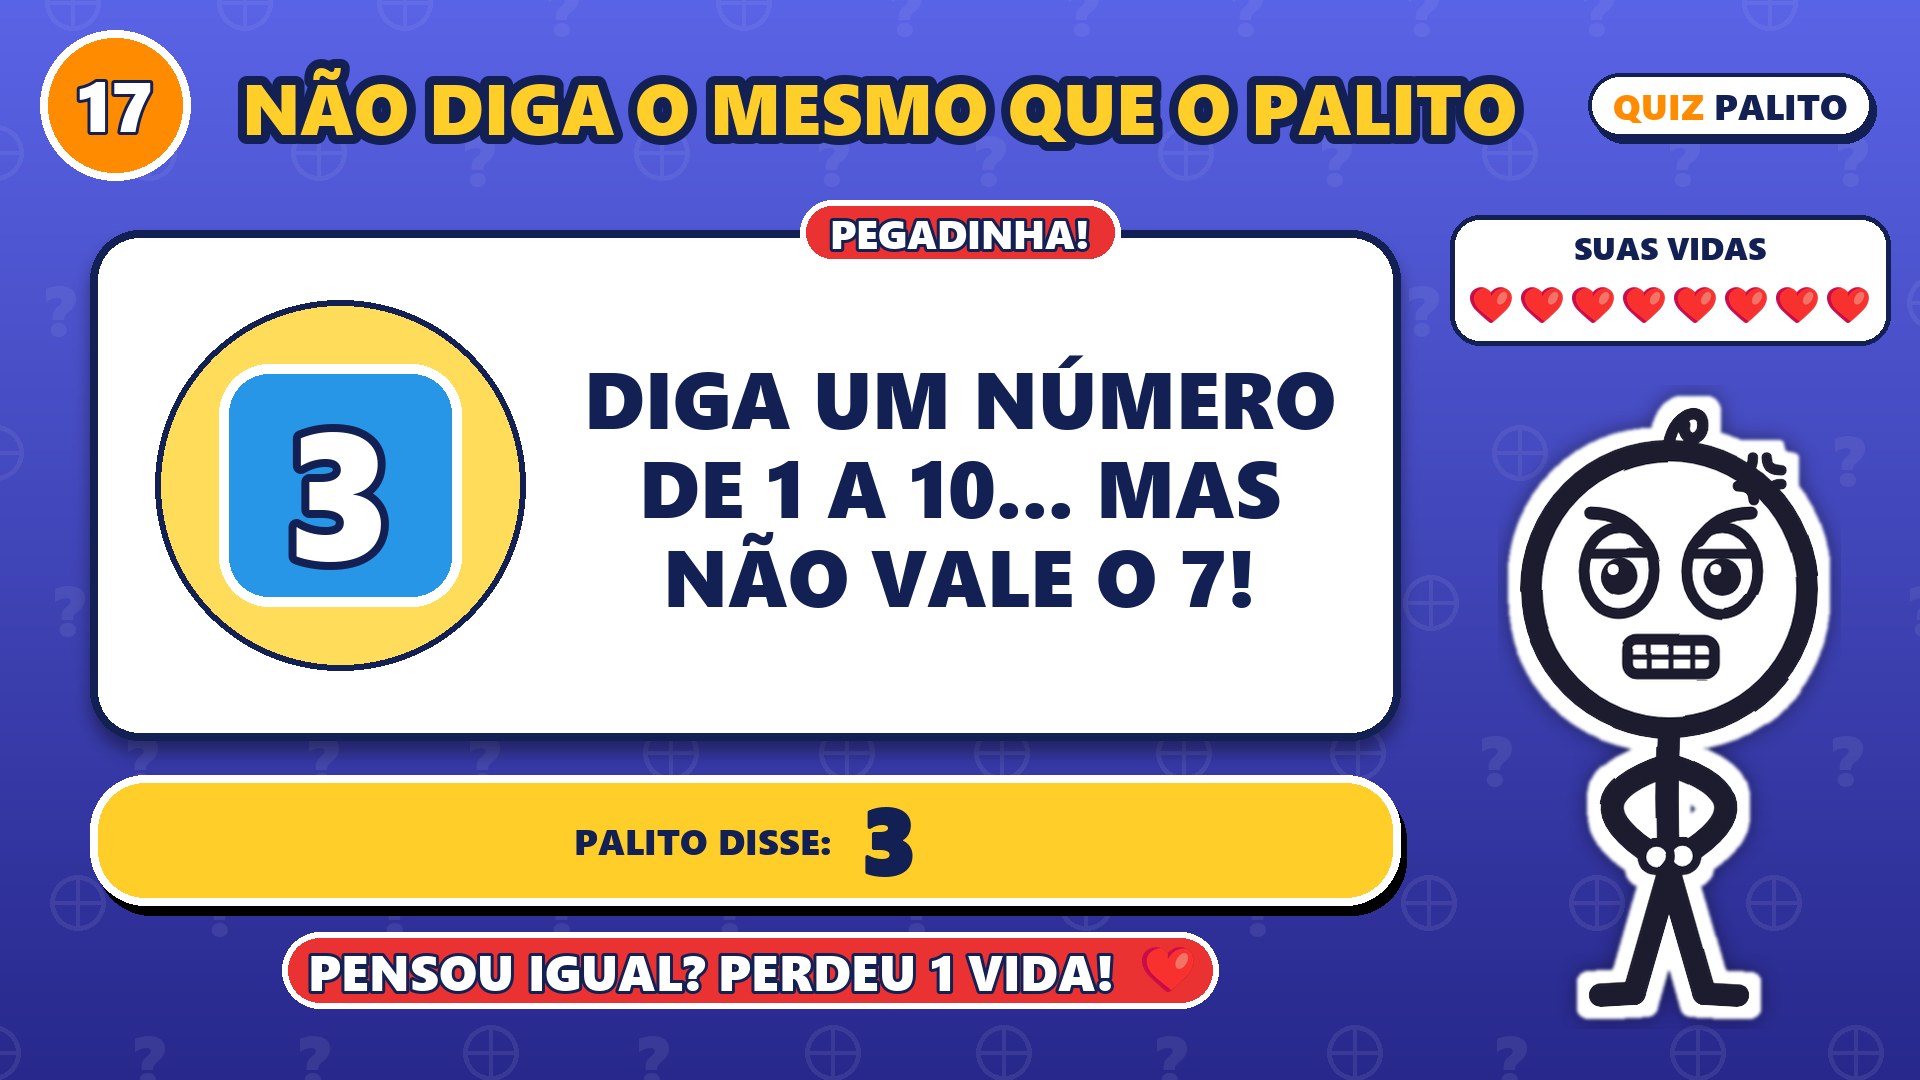 17
NÃO DIGA O MESMO QUE O PALITO
QUIZ PALITO
PEGADINHA!
SUAS VIDAS
3
DIGA UM NÚMERO
DE 1 A 10... MAS
NÃO VALE O 7!
PALITO DISSE: 3
PENSOU IGUAL? PERDEU 1 VIDA!